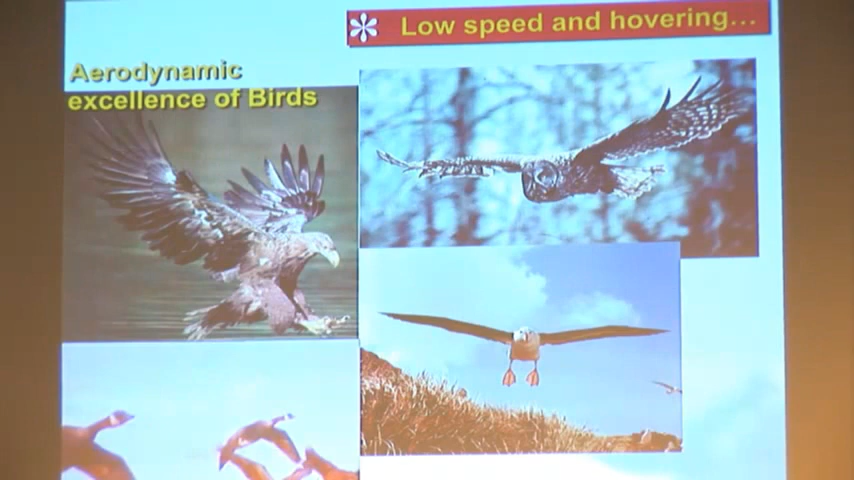 * Low speed and hovering...
Aerodynamic
excellence of Birds